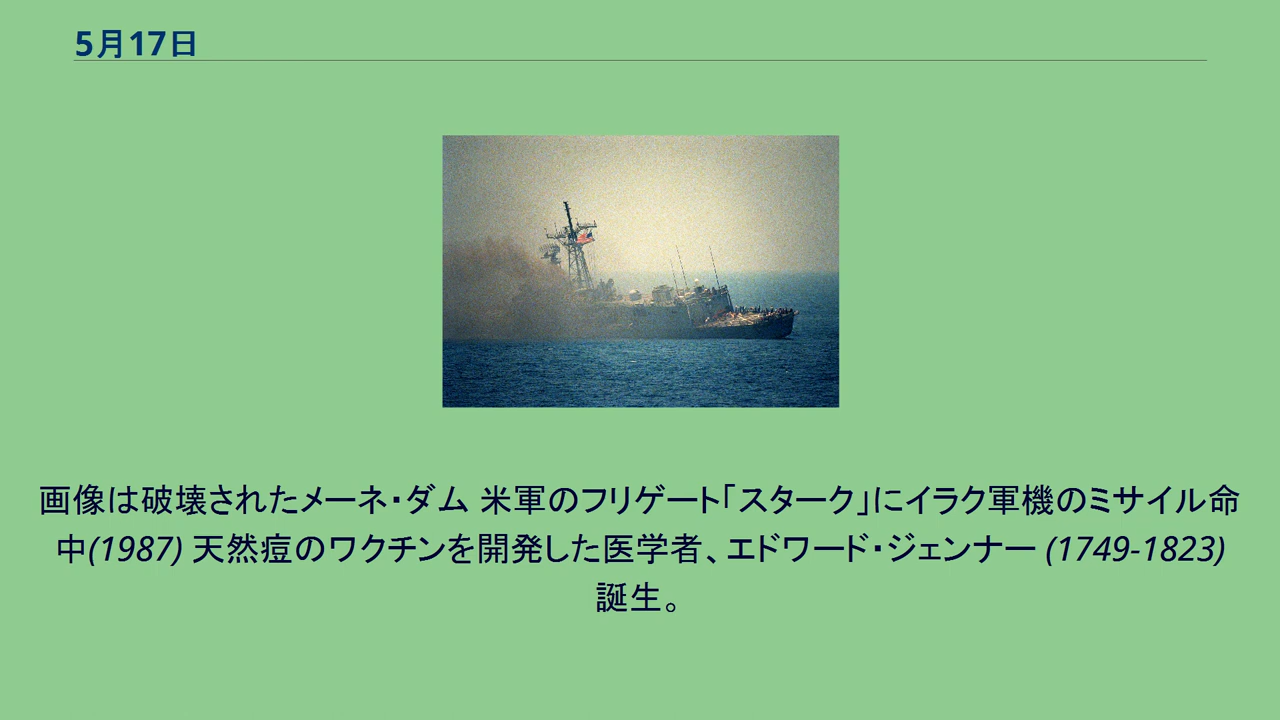 5月17日
画像は破壊されたメーネ・ダム 米軍のフリゲート「スターク」にイラク軍機のミサイル命
中(1987) 天然痘のワクチンを開発した医学者、エドワード・ジェンナー (1749-1823)
誕生。